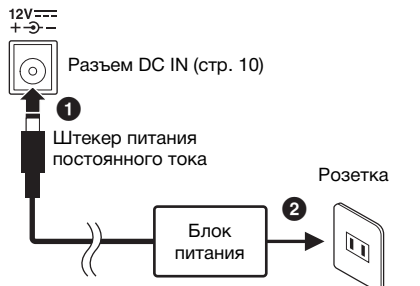 12V
+ -
Разъем DC IN (стр. 10)
1
Штекер питания
постоянного тока
Розетка
2
Блок
питания